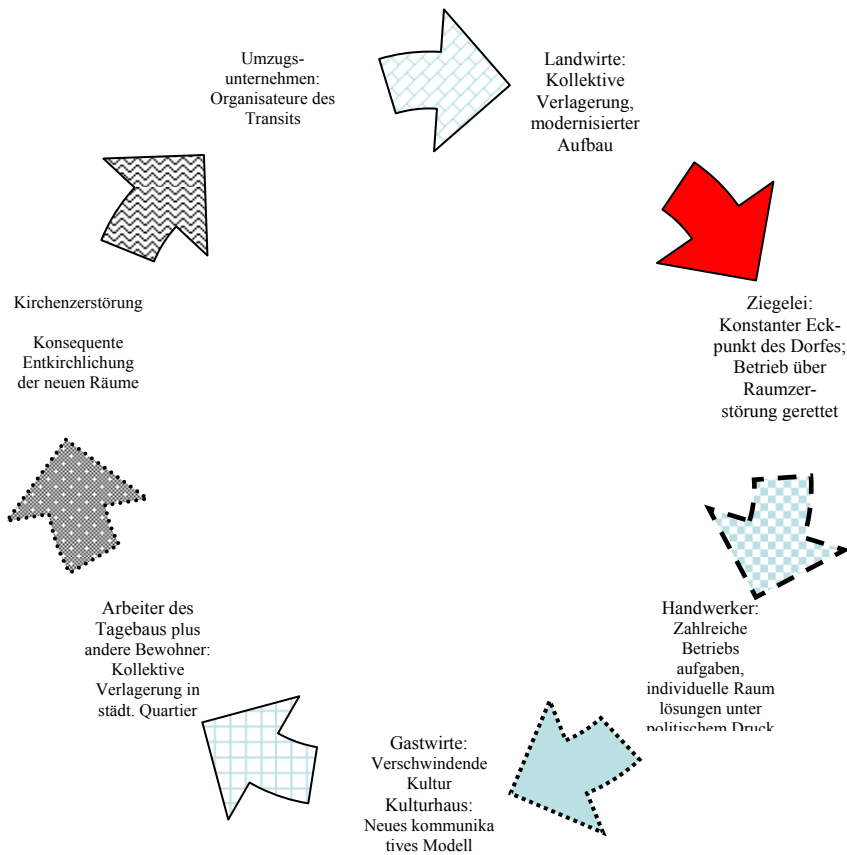 Umzugs-
unternehmen:
Organisateure des
Transits
Landwirte:
Kollektive
Verlagerung,
modernisierter
Aufbau
Ziegelei:
Konstanter Eck-
punkt des Dorfes;
Betrieb über
Raumzer-
störung gerettet
Handwerker:
Zahlreiche
Betriebs
aufgaben,
individuelle Raum
lösungen unter
politischem Druck
Gastwirte:
Verschwindende
Kultur
Kulturhaus:
Neues kommunika
tives Modell
Arbeiter des
Tagebaus plus
andere Bewohner:
Kollektive
Verlagerung in
städt. Quartier
Kirchenzerstörung
Konsequente
Entkirchlichung
der neuen Räume